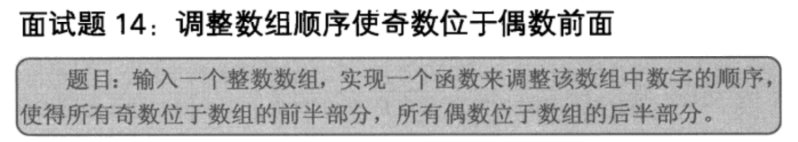 面试题 14：调整数组顺序使奇数位于偶数前面
题目：输入一个整数数组，实现一个函数来调整该数组中数字的顺序，
使得所有奇数位于数组的前半部分，所有偶数位于数组的后半部分。